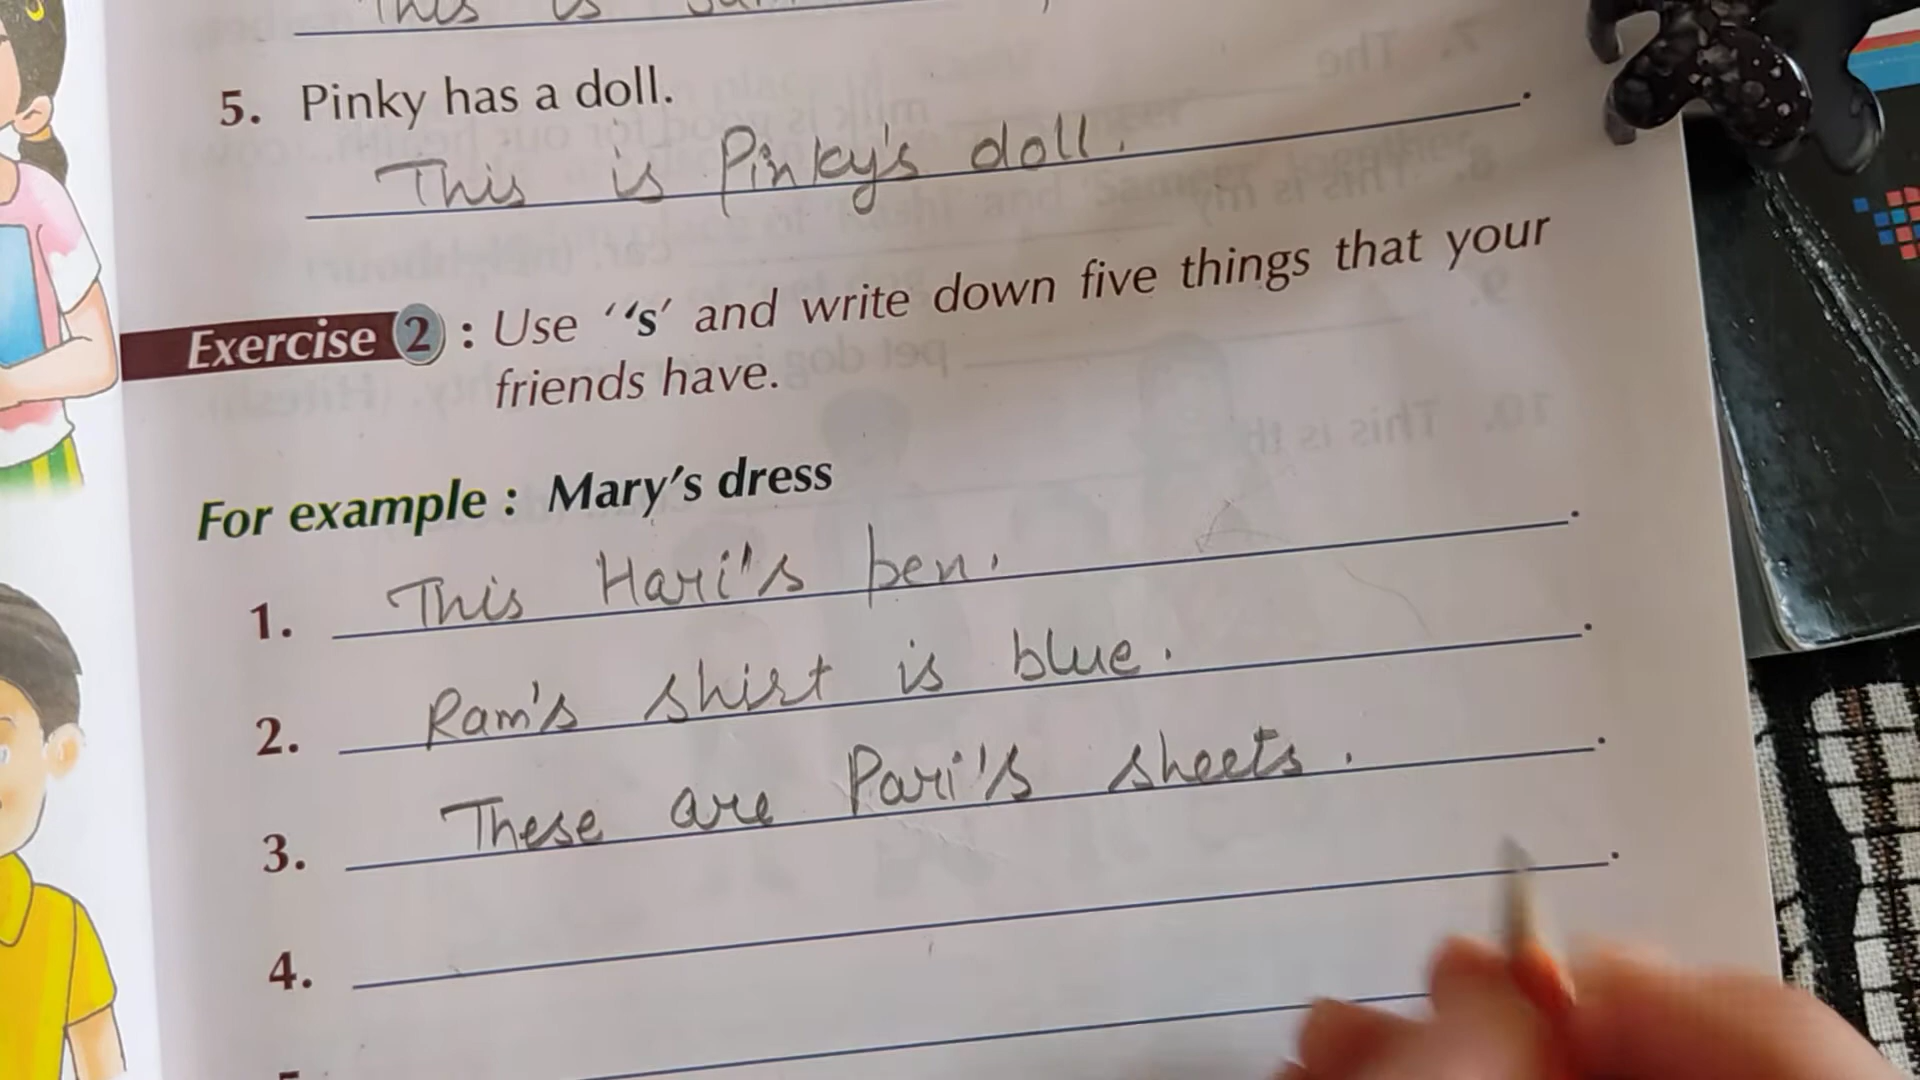 This is
5. Pinky has a doll.
This is Pinky's doll. .
Exercise 2 : Use ''s' and write down five things that your
friends have.
For example : Mary's dress
1. This Hari's pen. .
2. Ram's shirt is blue. .
3. These are Pari's sheets. .
4. .